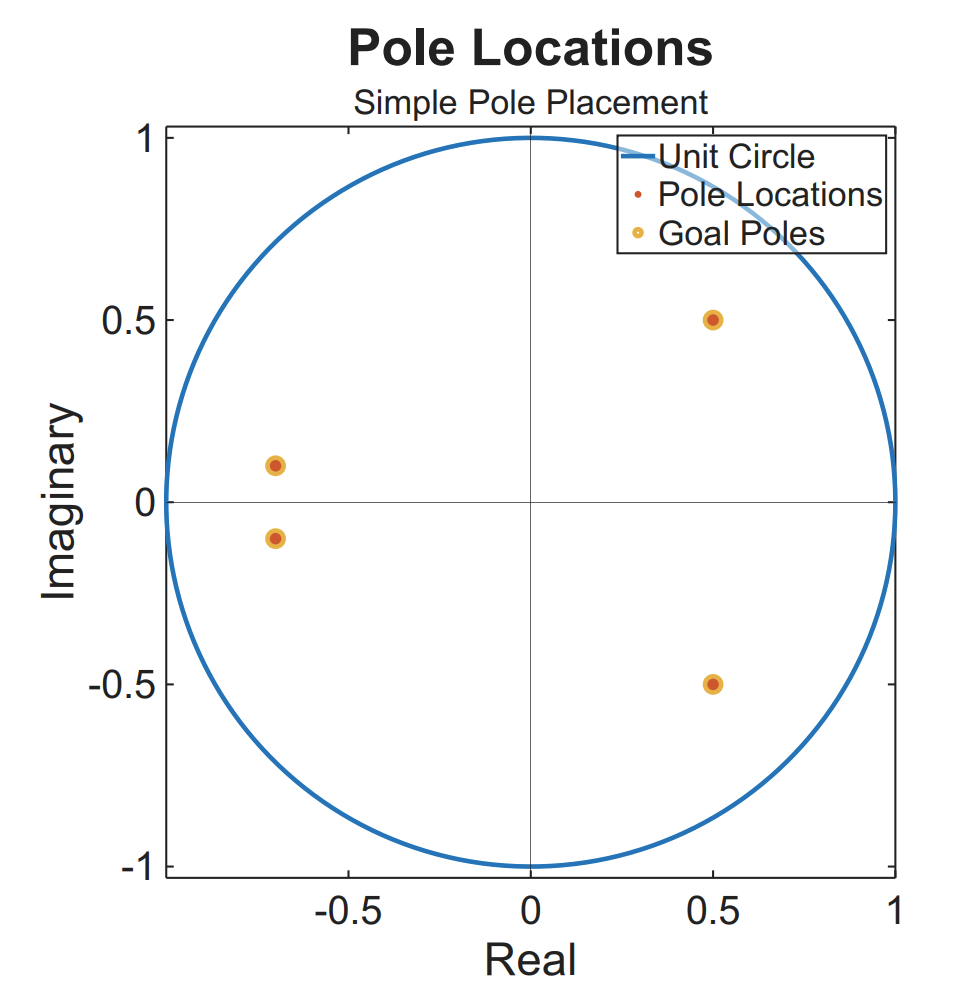 Pole Locations
Simple Pole Placement
Unit Circle
Pole Locations
Goal Poles
1
0.5
0
-0.5
-1
Imaginary
-0.5
0
0.5
1
Real